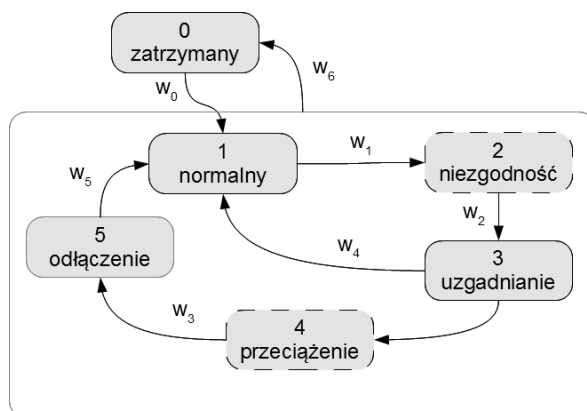 0
zatrzymany
w₆
w₀
1
normalny
w₁
2
niezgodność
w₅
w₂
5
odłączenie
w₄
3
uzgadnianie
w₃
4
przeciążenie